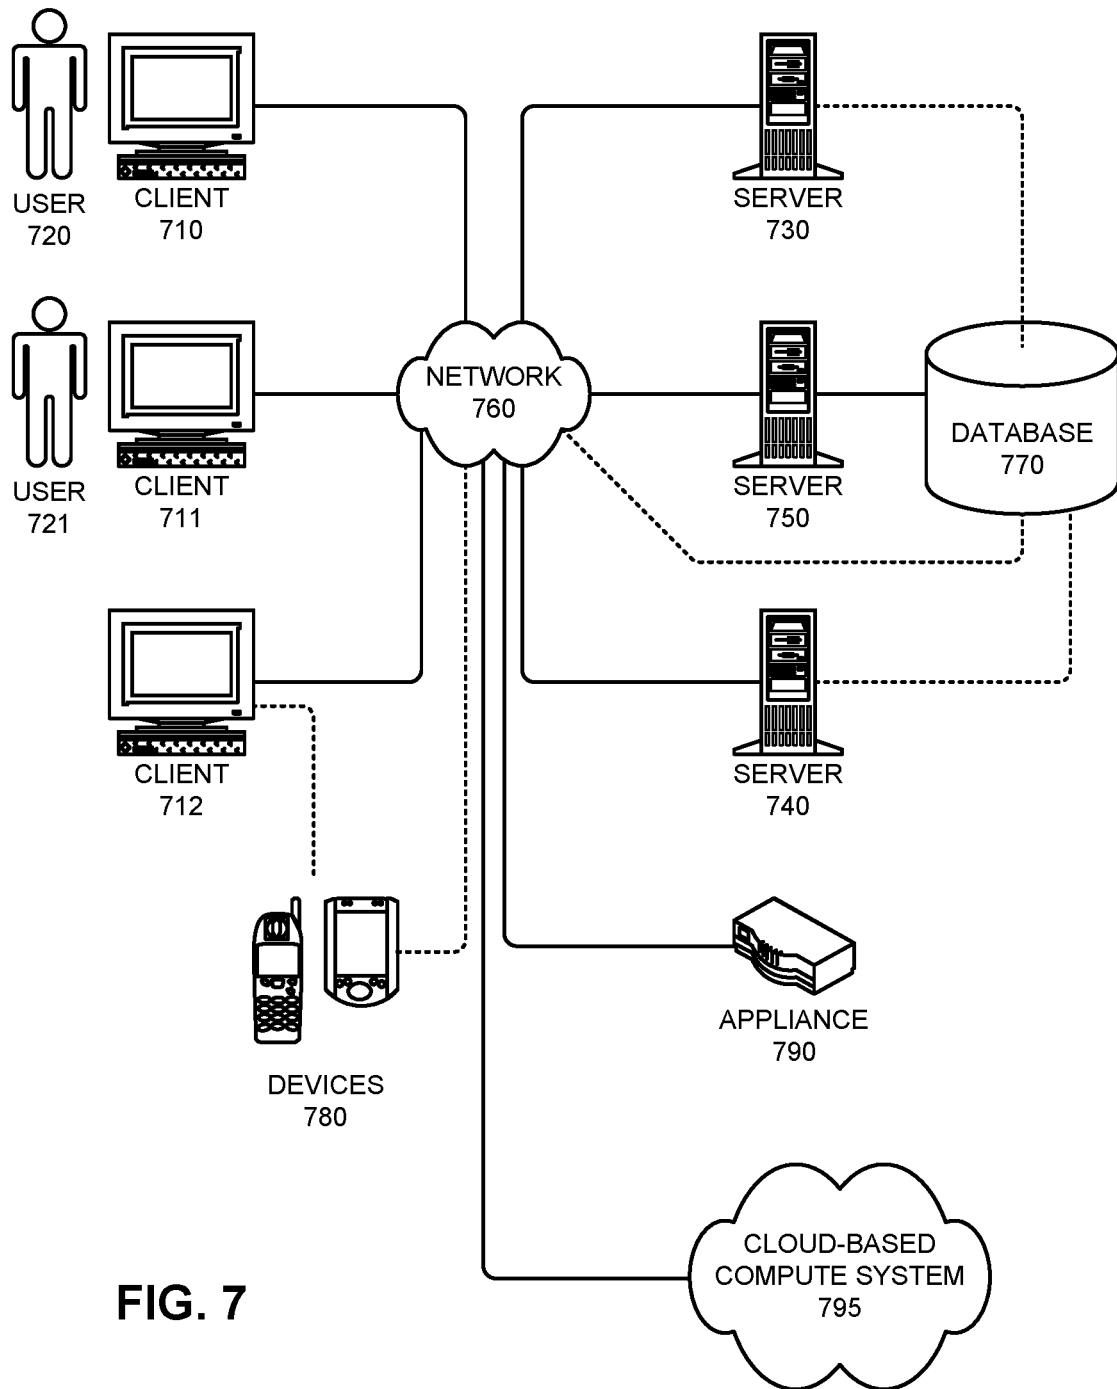 USER
720
CLIENT
710
SERVER
730
NETWORK
760
USER
721
CLIENT
711
SERVER
750
DATABASE
770
CLIENT
712
SERVER
740
DEVICES
780
APPLIANCE
790
CLOUD-BASED
COMPUTE SYSTEM
795
FIG. 7